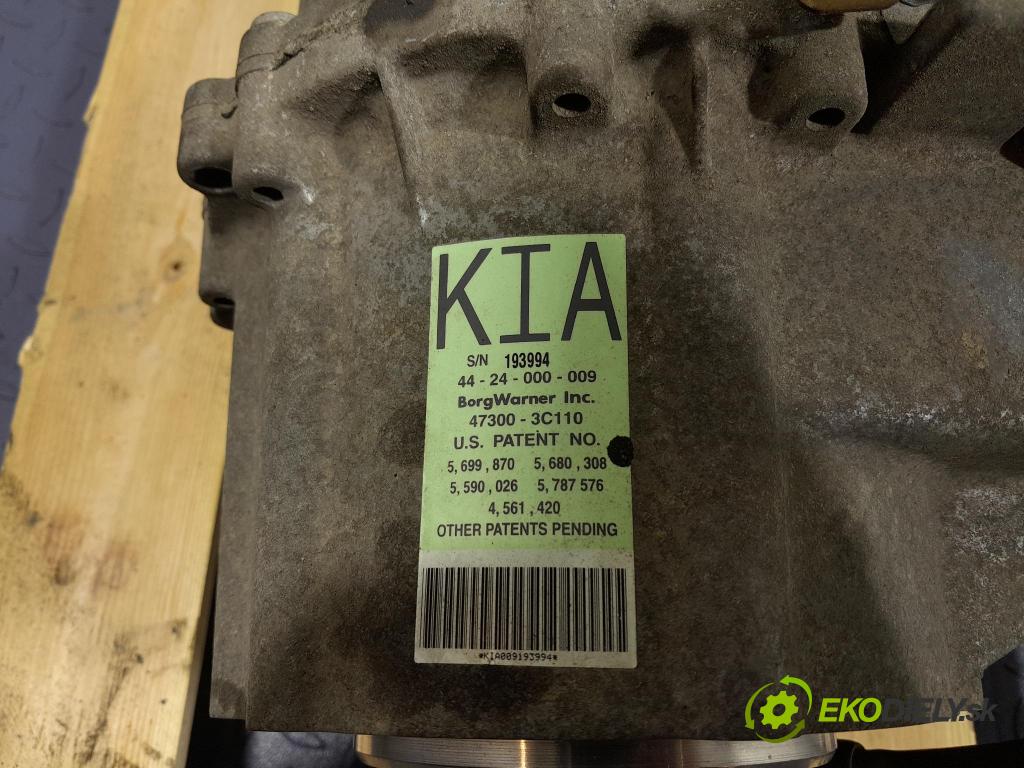 KIA
S/N 193994
44 - 24 - 000 - 009
BorgWarner Inc.
47300 - 3C110
U.S. PATENT NO.
5,699,870 5,680,308
5,590,026 5,787 576
4,561,420
OTHER PATENTS PENDING
*KIA009193994*
EKODIELY.sk